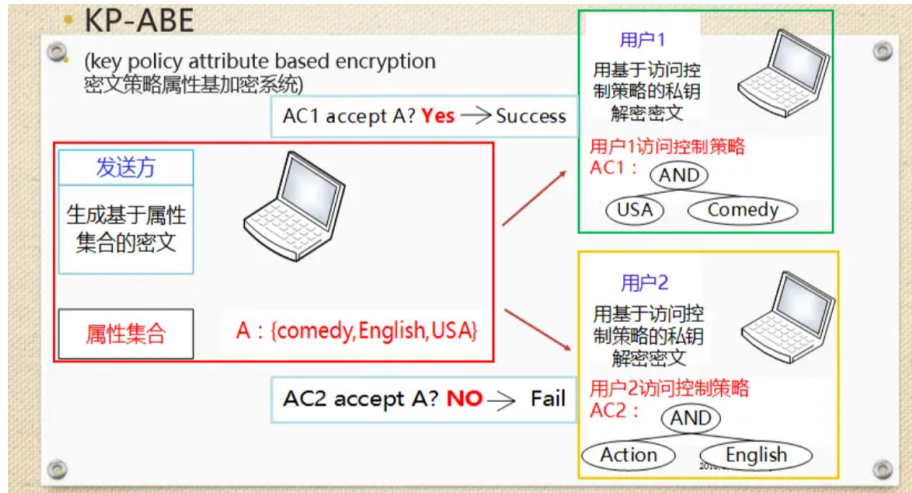 KP-ABE
(key policy attribute based encryption
密文策略属性基加密系统)
AC1 accept A? Yes → Success
发送方
生成基于属性
集合的密文
属性集合
A：{comedy,English,USA}
AC2 accept A? NO → Fail
用户1
用基于访问控
制策略的私钥
解密密文
用户1访问控制策略
AC1：
AND
USA
Comedy
用户2
用基于访问控
制策略的私钥
解密密文
用户2访问控制策略
AC2：
AND
Action
English